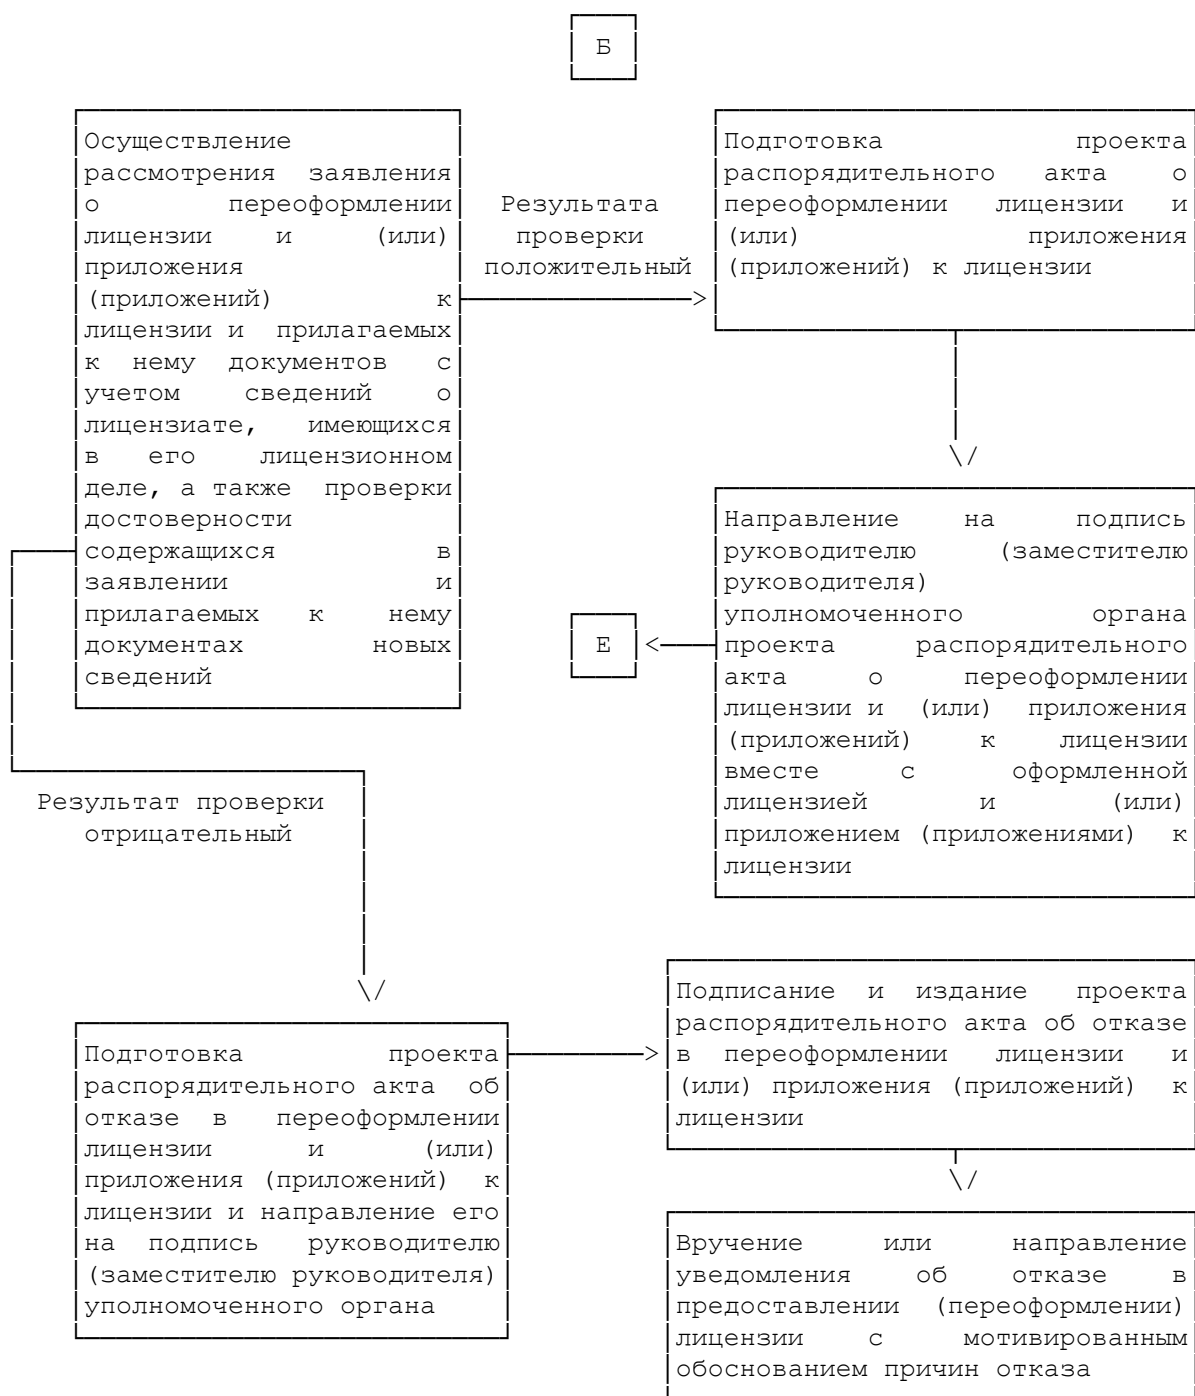 Б
Осуществление
рассмотрения заявления
о переоформлении
лицензии и (или)
приложения
(приложений) к
лицензии и прилагаемых
к нему документов с
учетом сведений о
лицензиате, имеющихся
в его лицензионном
деле, а также проверки
достоверности
содержащихся в
заявлении и
прилагаемых к нему
документах новых
сведений
Результата
проверки
положительный
Подготовка проекта
распорядительного акта о
переоформлении лицензии и
(или) приложения
(приложений) к лицензии
Направление на подпись
руководителю (заместителю
руководителя)
уполномоченного органа
проекта распорядительного
акта о переоформлении
лицензии и (или) приложения
(приложений) к лицензии
вместе с оформленной
лицензией и (или)
приложением (приложениями) к
лицензии
Е
Результат проверки
отрицательный
Подготовка проекта
распорядительного акта об
отказе в переоформлении
лицензии и (или)
приложения (приложений) к
лицензии и направление его
на подпись руководителю
(заместителю руководителя)
уполномоченного органа
Подписание и издание проекта
распорядительного акта об отказе
в переоформлении лицензии и
(или) приложения (приложений) к
лицензии
Вручение или направление
уведомления об отказе в
предоставлении (переоформлении)
лицензии с мотивированным
обоснованием причин отказа